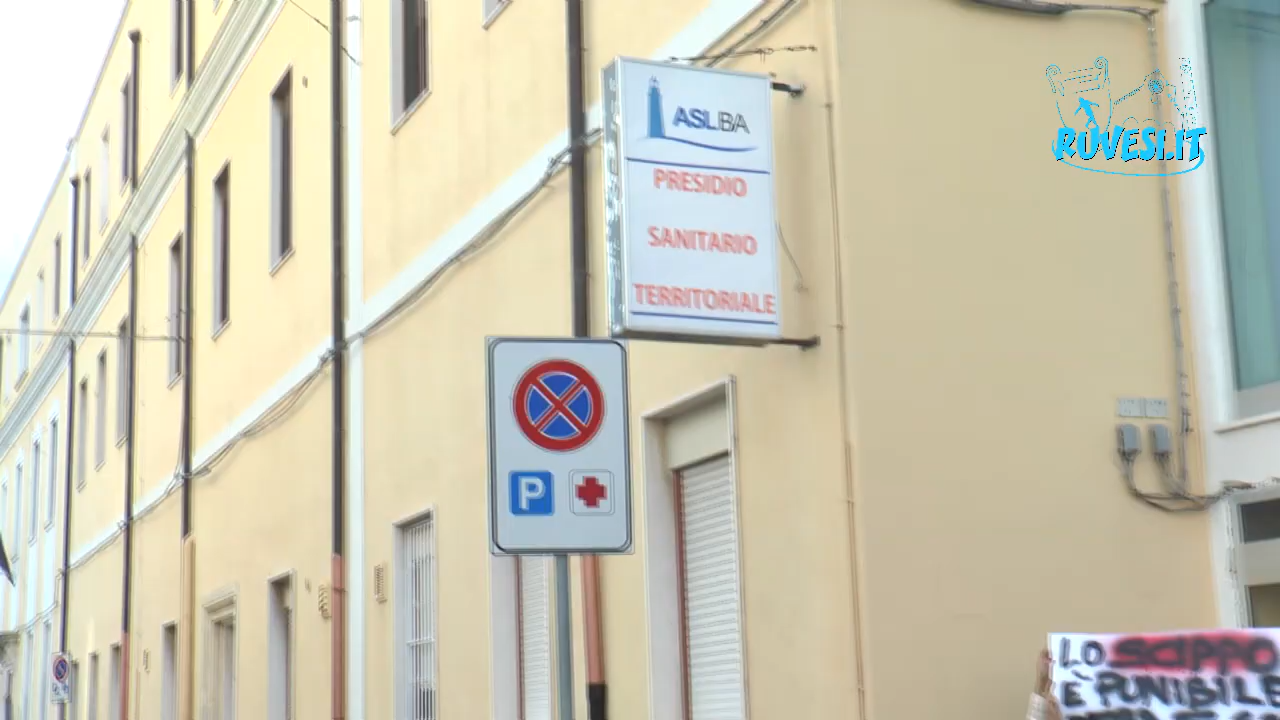 RUVESI.IT
ASLBA
PRESIDIO
SANITARIO
TERRITORIALE
P
LO SCIPPO
È PUNIBILE